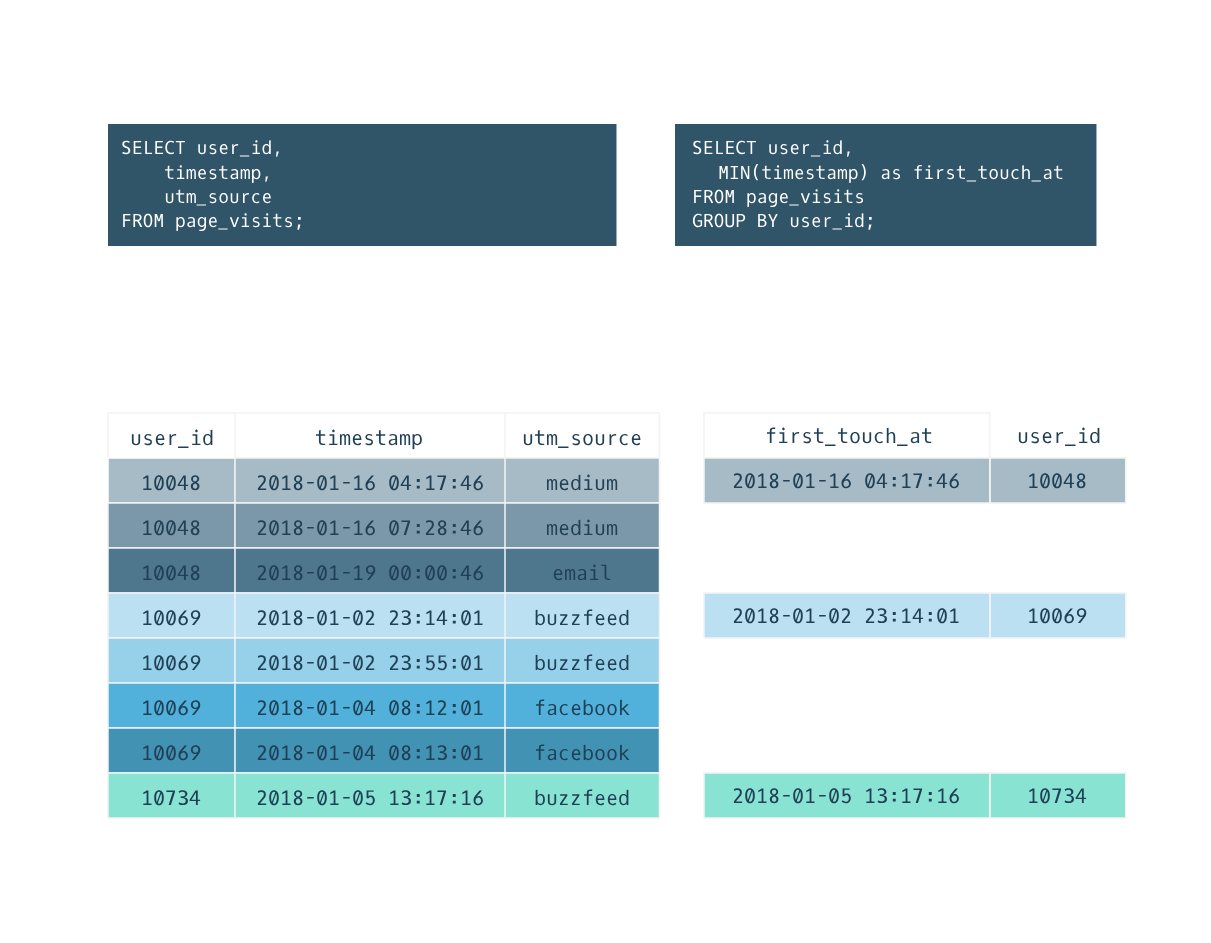 SELECT user_id,
timestamp,
utm_source
FROM page_visits;
SELECT user_id,
MIN(timestamp) as first_touch_at
FROM page_visits
GROUP BY user_id;
user_id timestamp utm_source
10048 2018-01-16 04:17:46 medium
10048 2018-01-16 07:28:46 medium
10048 2018-01-19 00:00:46 email
10069 2018-01-02 23:14:01 buzzfeed
10069 2018-01-02 23:55:01 buzzfeed
10069 2018-01-04 08:12:01 facebook
10069 2018-01-04 08:13:01 facebook
10734 2018-01-05 13:17:16 buzzfeed
first_touch_at user_id
2018-01-16 04:17:46 10048
2018-01-02 23:14:01 10069
2018-01-05 13:17:16 10734